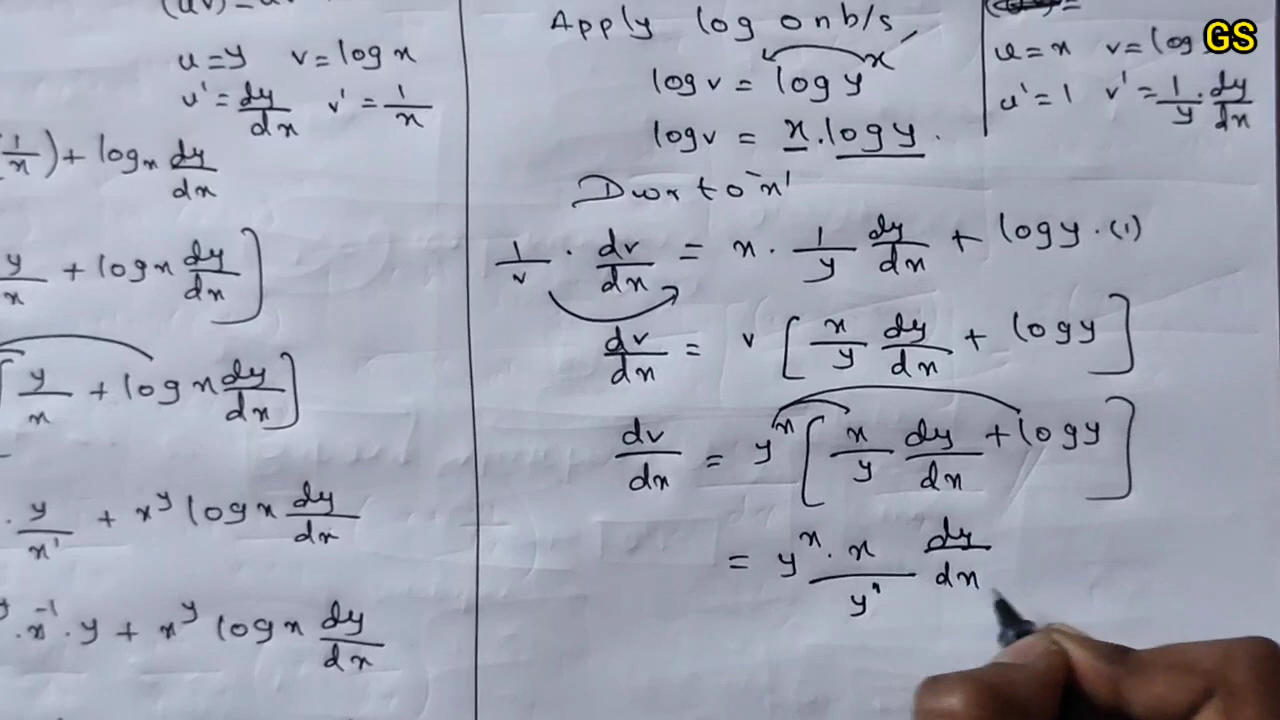 u = y v = log x
u' = dy/dx v' = 1/x
1/x) + log x dy/dx
y/x + log x dy/dx]
[y/x + log x dy/dx]
. y/x¹ + x^y log x dy/dx
. x⁻¹ . y + x^y log x dy/dx
Apply log on b/s,
log v = log y^x
log v = x . log y .
D w r to 'x'
1/v . dv/dx = x . 1/y dy/dx + log y . (1)
dv/dx = v [x/y dy/dx + log y]
dv/dx = y^x [x/y dy/dx + log y]
= y^x . x/y¹ dy/dx
u = x v = log
u' = 1 v' = 1/y . dy/dx
GS